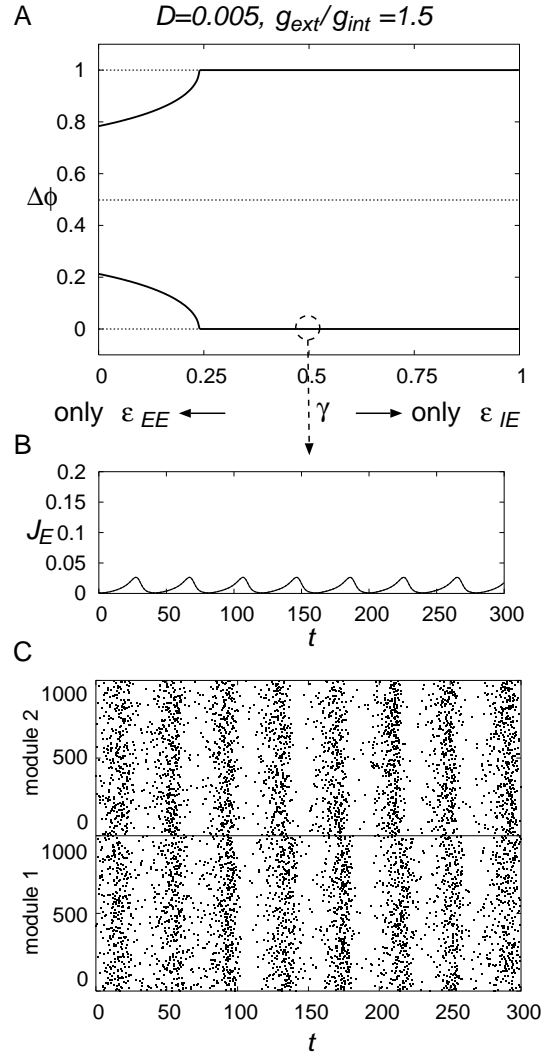 A
D=0.005, g_ext/g_int=1.5
1
0.8
0.6
Δϕ
0.4
0.2
0
0 0.25 0.5 0.75 1
only ε_EE ← γ → only ε_IE
B
0.2
0.15
J_E 0.1
0.05
0
0 50 100 150 200 250 300
t
C
1000
module 2
500
0
1000
module 1
500
0
0 50 100 150 200 250 300
t